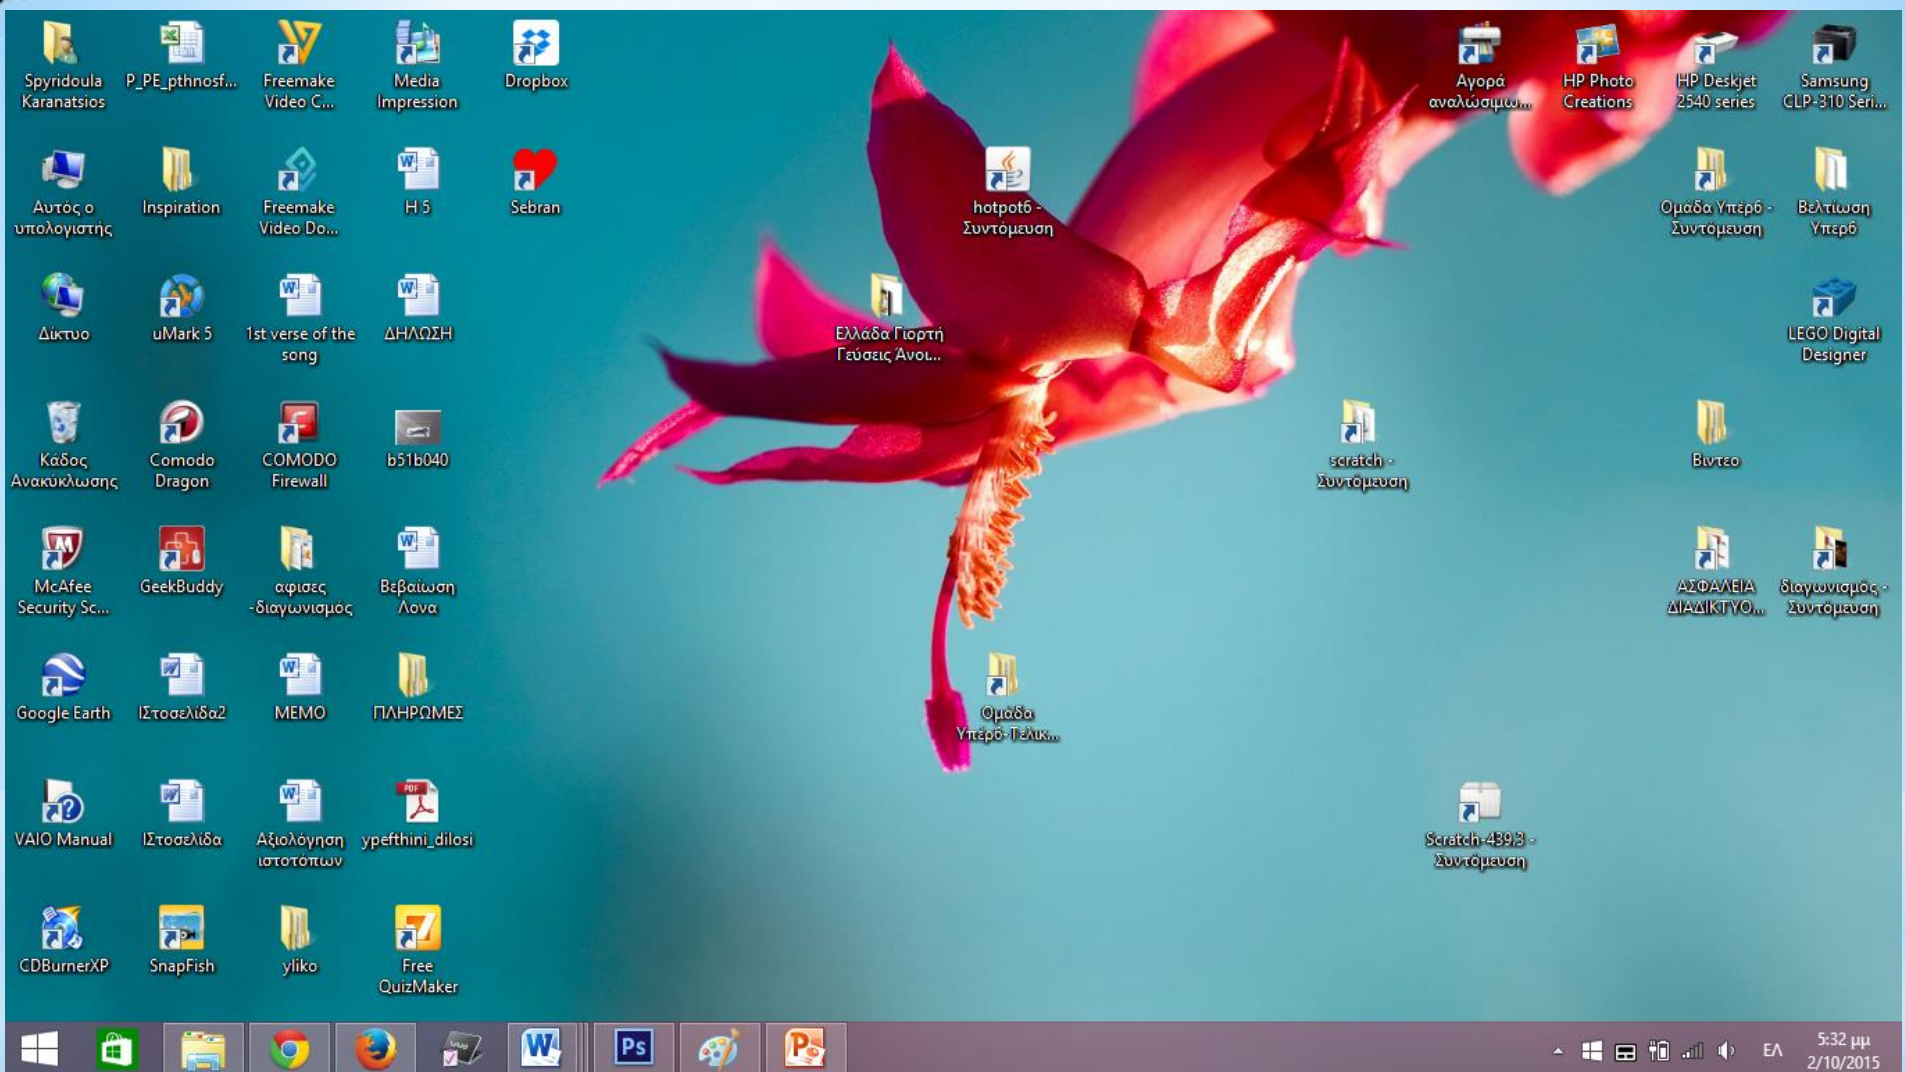 Spyridoula
Karanatsios
P_PE_pthnosf...
Freemake
Video C...
Media
Impression
Dropbox
Αγορά
αναλώσιμω...
HP Photo
Creations
HP Deskjet
2540 series
Samsung
CLP-310 Seri...
Αυτός ο
υπολογιστής
Inspiration
Freemake
Video Do...
Η 5
Sebran
hotpot6 -
Συντόμευση
Ομάδα Υπέρ6 -
Συντόμευση
Βελτίωση
Υπερ6
Δίκτυο
uMark 5
1st verse of the
song
ΔΗΛΩΣΗ
Ελλάδα Γιορτή
Γεύσεις Άνοι...
LEGO Digital
Designer
Κάδος
Ανακύκλωσης
Comodo
Dragon
COMODO
Firewall
b51b040
scratch -
Συντόμευση
Βιντεο
McAfee
Security Sc...
GeekBuddy
αφισες
-διαγωνισμός
Βεβαίωση
Λονα
ΑΣΦΑΛΕΙΑ
ΔΙΑΔΙΚΤΥΟ...
διαγωνισμός -
Συντόμευση
Google Earth
ΙΣτοσελίδα2
MEMO
ΠΛΗΡΩΜΕΣ
Ομάδα
Υπέρ6-Τελικ...
VAIO Manual
ΙΣτοσελίδα
Αξιολόγηση
ιστοτόπων
PDF
ypefthini_dilosi
Scratch-439.3 -
Συντόμευση
CDBurnerXP
SnapFish
yliko
Free
QuizMaker
Ps
ΕΛ
5:32 μμ
2/10/2015